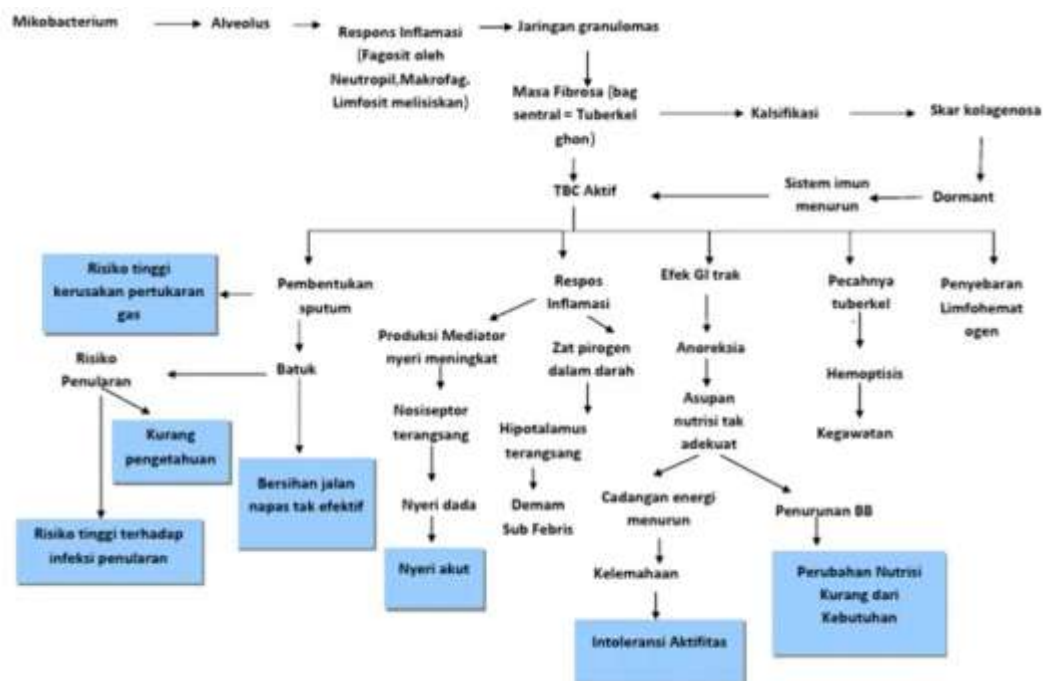 Mikobacterium
Alveolus
Respons Inflamasi
(Fagosit oleh
Neutropil,Makrofag.
Limfosit melisiskan)
Jaringan granulomas
Masa Fibrosa (bag
sentral = Tuberkel
ghon)
Kalsifikasi
Skar kolagenosa
Dormant
Sistem imun
menurun
TBC Aktif
Risiko tinggi
kerusakan pertukaran
gas
Pembentukan
sputum
Respos
Inflamasi
Efek GI trak
Pecahnya
tuberkel
Penyebaran
Limfohemat
ogen
Risiko
Penularan
Batuk
Produksi Mediator
nyeri meningkat
Zat pirogen
dalam darah
Anoreksia
Hemoptisis
Kurang
pengetahuan
Nosiseptor
terangsang
Hipotalamus
terangsang
Asupan
nutrisi tak
adekuat
Kegawatan
Bersihan jalan
napas tak efektif
Nyeri dada
Demam
Sub Febris
Cadangan energi
menurun
Penurunan BB
Risiko tinggi terhadap
infeksi penularan
Nyeri akut
Kelemahaan
Perubahan Nutrisi
Kurang dari
Kebutuhan
Intoleransi Aktifitas